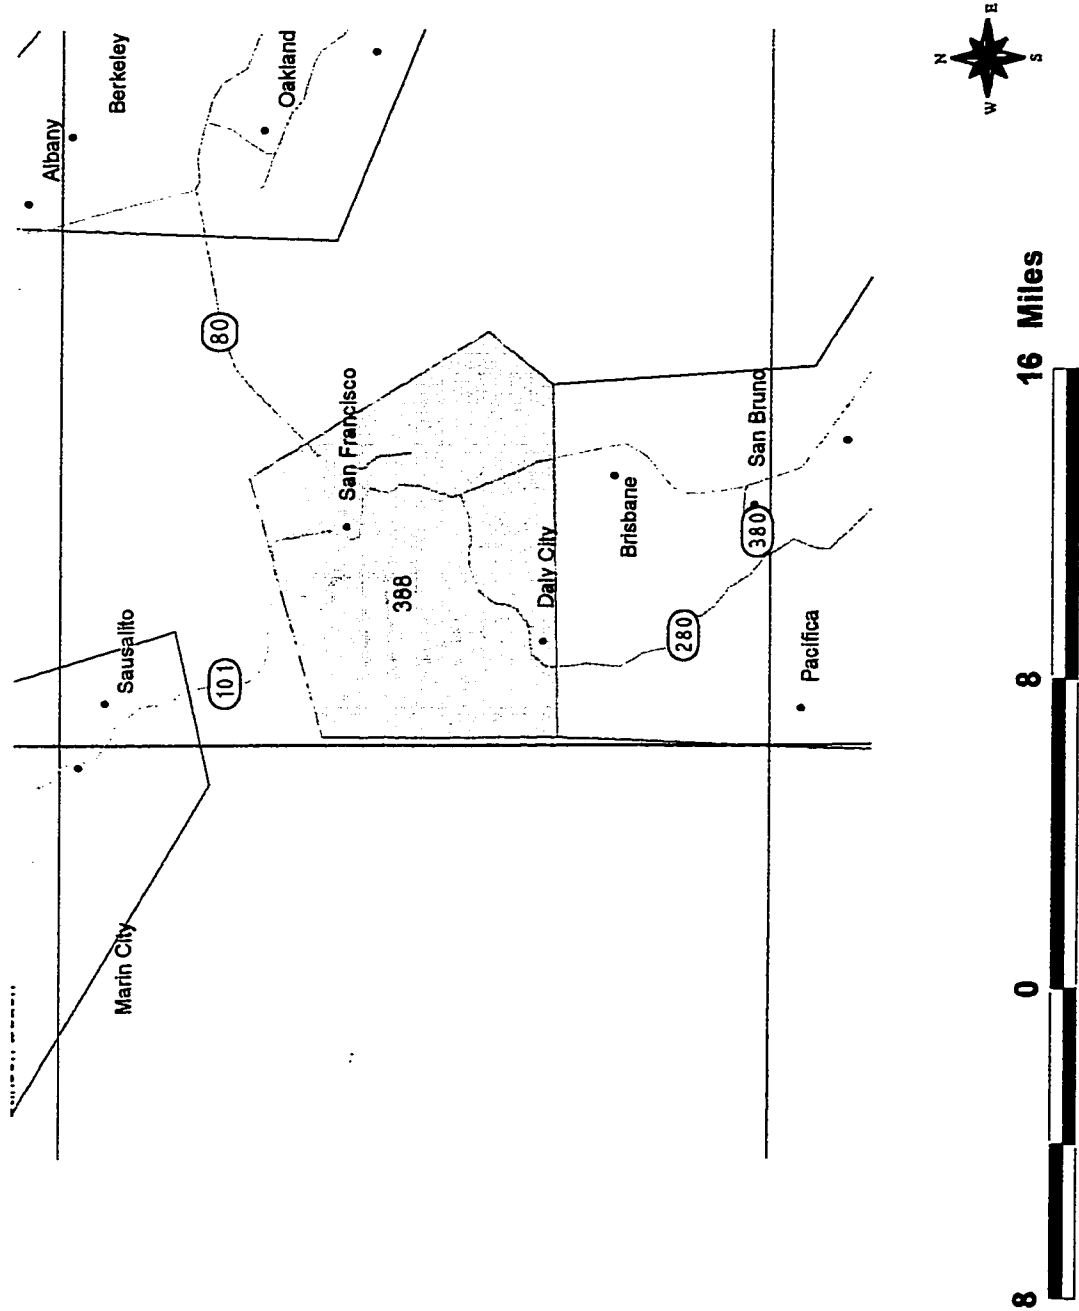 Albany
Berkeley
Oakland
80
San Francisco
388
Sausalito
101
Marin City
Daly City
Brisbane
280
San Bruno
380
Pacifica
N
E
S
W
8
0
8
16 Miles